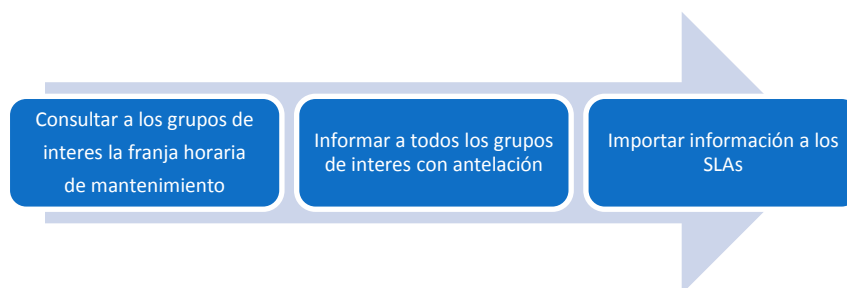 Consultar a los grupos de
interes la franja horaria
de mantenimiento
Informar a todos los grupos
de interes con antelación
Importar información a los
SLAs